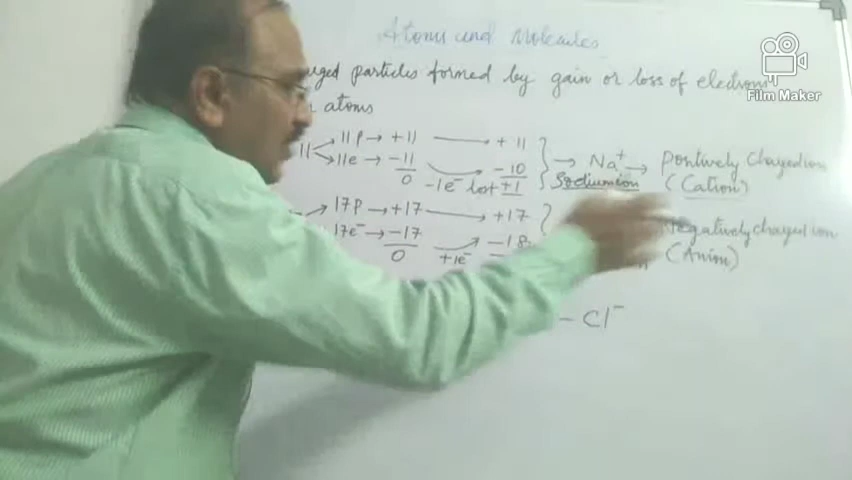 Atoms and Molecules
Film Maker
particles formed by gain or loss of electrons
atoms
11 11p → +11 → +11 → Na⁺ → Positively Charged ion
11e → -11 -10 Sodium ion (Cation)
0 -1e⁻ lost +1
17p → +17 → +17 Negatively charged ion
17e⁻ → -17 -18 (Anion)
0 +1e⁻
- Cl⁻